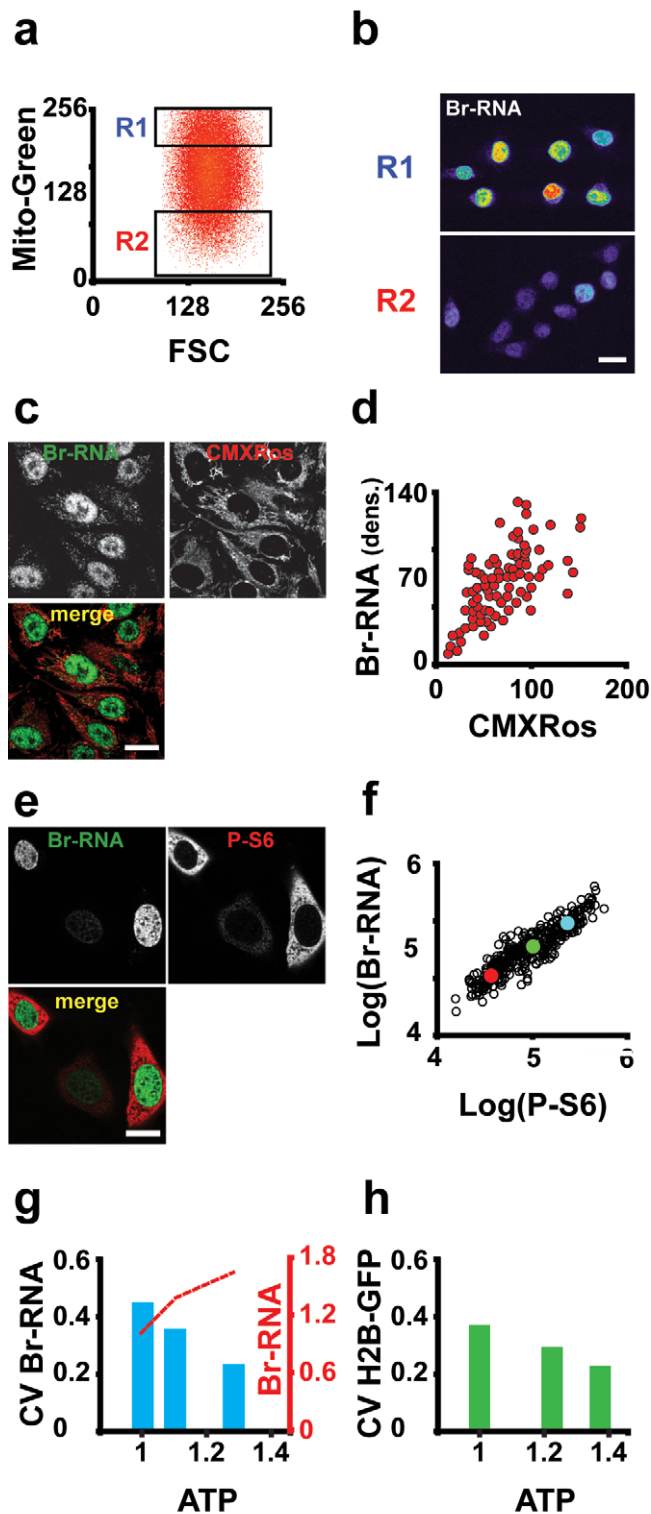 a
Mito-Green
256
128
0
R1
R2
0 128 256
FSC
b
Br-RNA
R1
R2
c
Br-RNA
CMXRos
merge
d
Br-RNA (dens.)
140
70
0
0 100 200
CMXRos
e
Br-RNA
P-S6
merge
f
Log(Br-RNA)
6
5
4
4 5 6
Log(P-S6)
g
CV Br-RNA
0.6
0.4
0.2
0
Br-RNA
1.8
1.2
0.6
0
1 1.2 1.4
ATP
h
CV H2B-GFP
0.6
0.4
0.2
0
1 1.2 1.4
ATP